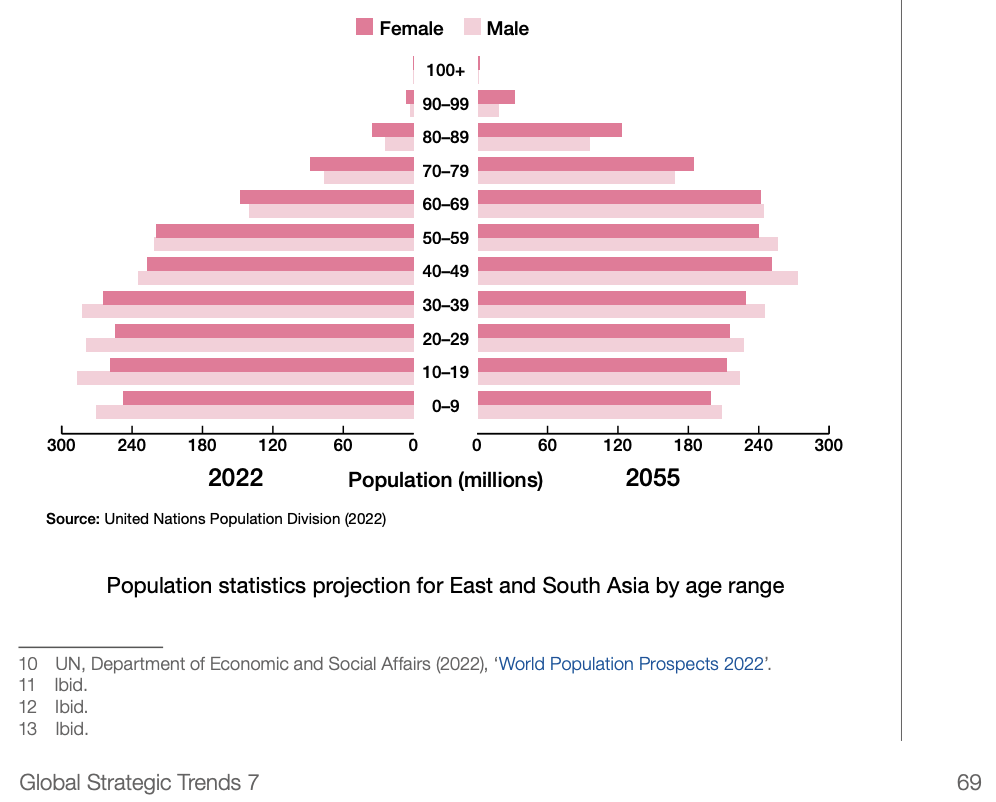 Female Male
100+
90–99
80–89
70–79
60–69
50–59
40–49
30–39
20–29
10–19
0–9
300 240 180 120 60 0 0 60 120 180 240 300
2022 Population (millions) 2055
Source: United Nations Population Division (2022)
Population statistics projection for East and South Asia by age range
10 UN, Department of Economic and Social Affairs (2022), ‘World Population Prospects 2022’.
11 Ibid.
12 Ibid.
13 Ibid.
Global Strategic Trends 7 69